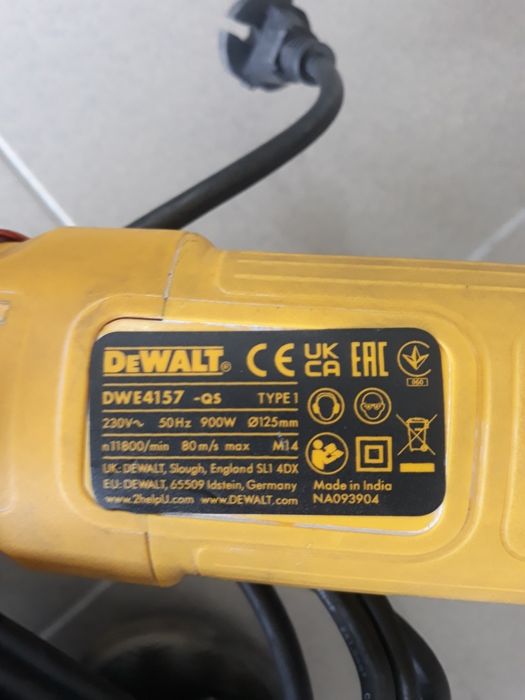 DEWALT®
CE UK CA EAC
060
DWE4157 -QS TYPE 1
230V~ 50Hz 900W Ø125mm
n11800/min 80 m/s max M14
UK: DEWALT, Slough, England SL1 4DX
EU: DEWALT, 65509 Idstein, Germany
www.2helpU.com www.DEWALT.com
Made in India
NA093904